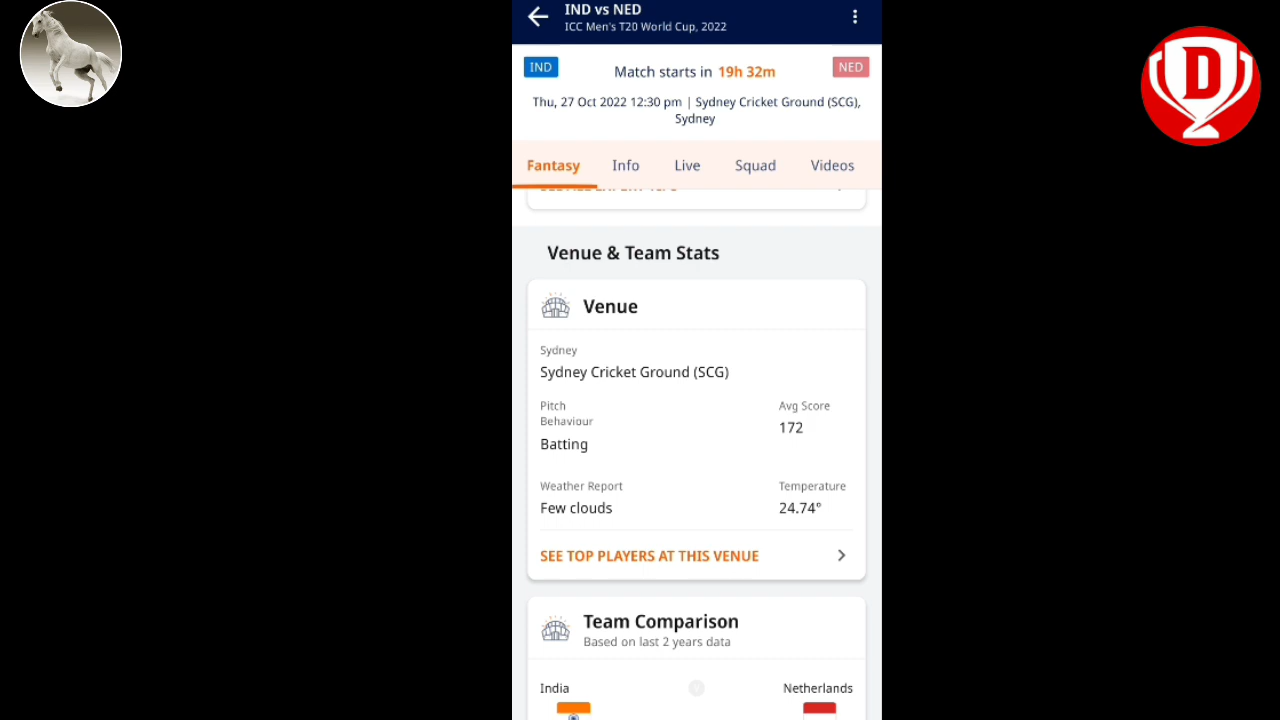 IND vs NED
ICC Men's T20 World Cup, 2022
IND
Match starts in 19h 32m
NED
Thu, 27 Oct 2022 12:30 pm | Sydney Cricket Ground (SCG),
Sydney
Fantasy Info Live Squad Videos
Venue & Team Stats
Venue
Sydney
Sydney Cricket Ground (SCG)
Pitch
Behaviour
Batting
Avg Score
172
Weather Report
Few clouds
Temperature
24.74°
SEE TOP PLAYERS AT THIS VENUE
Team Comparison
Based on last 2 years data
India
Netherlands
D